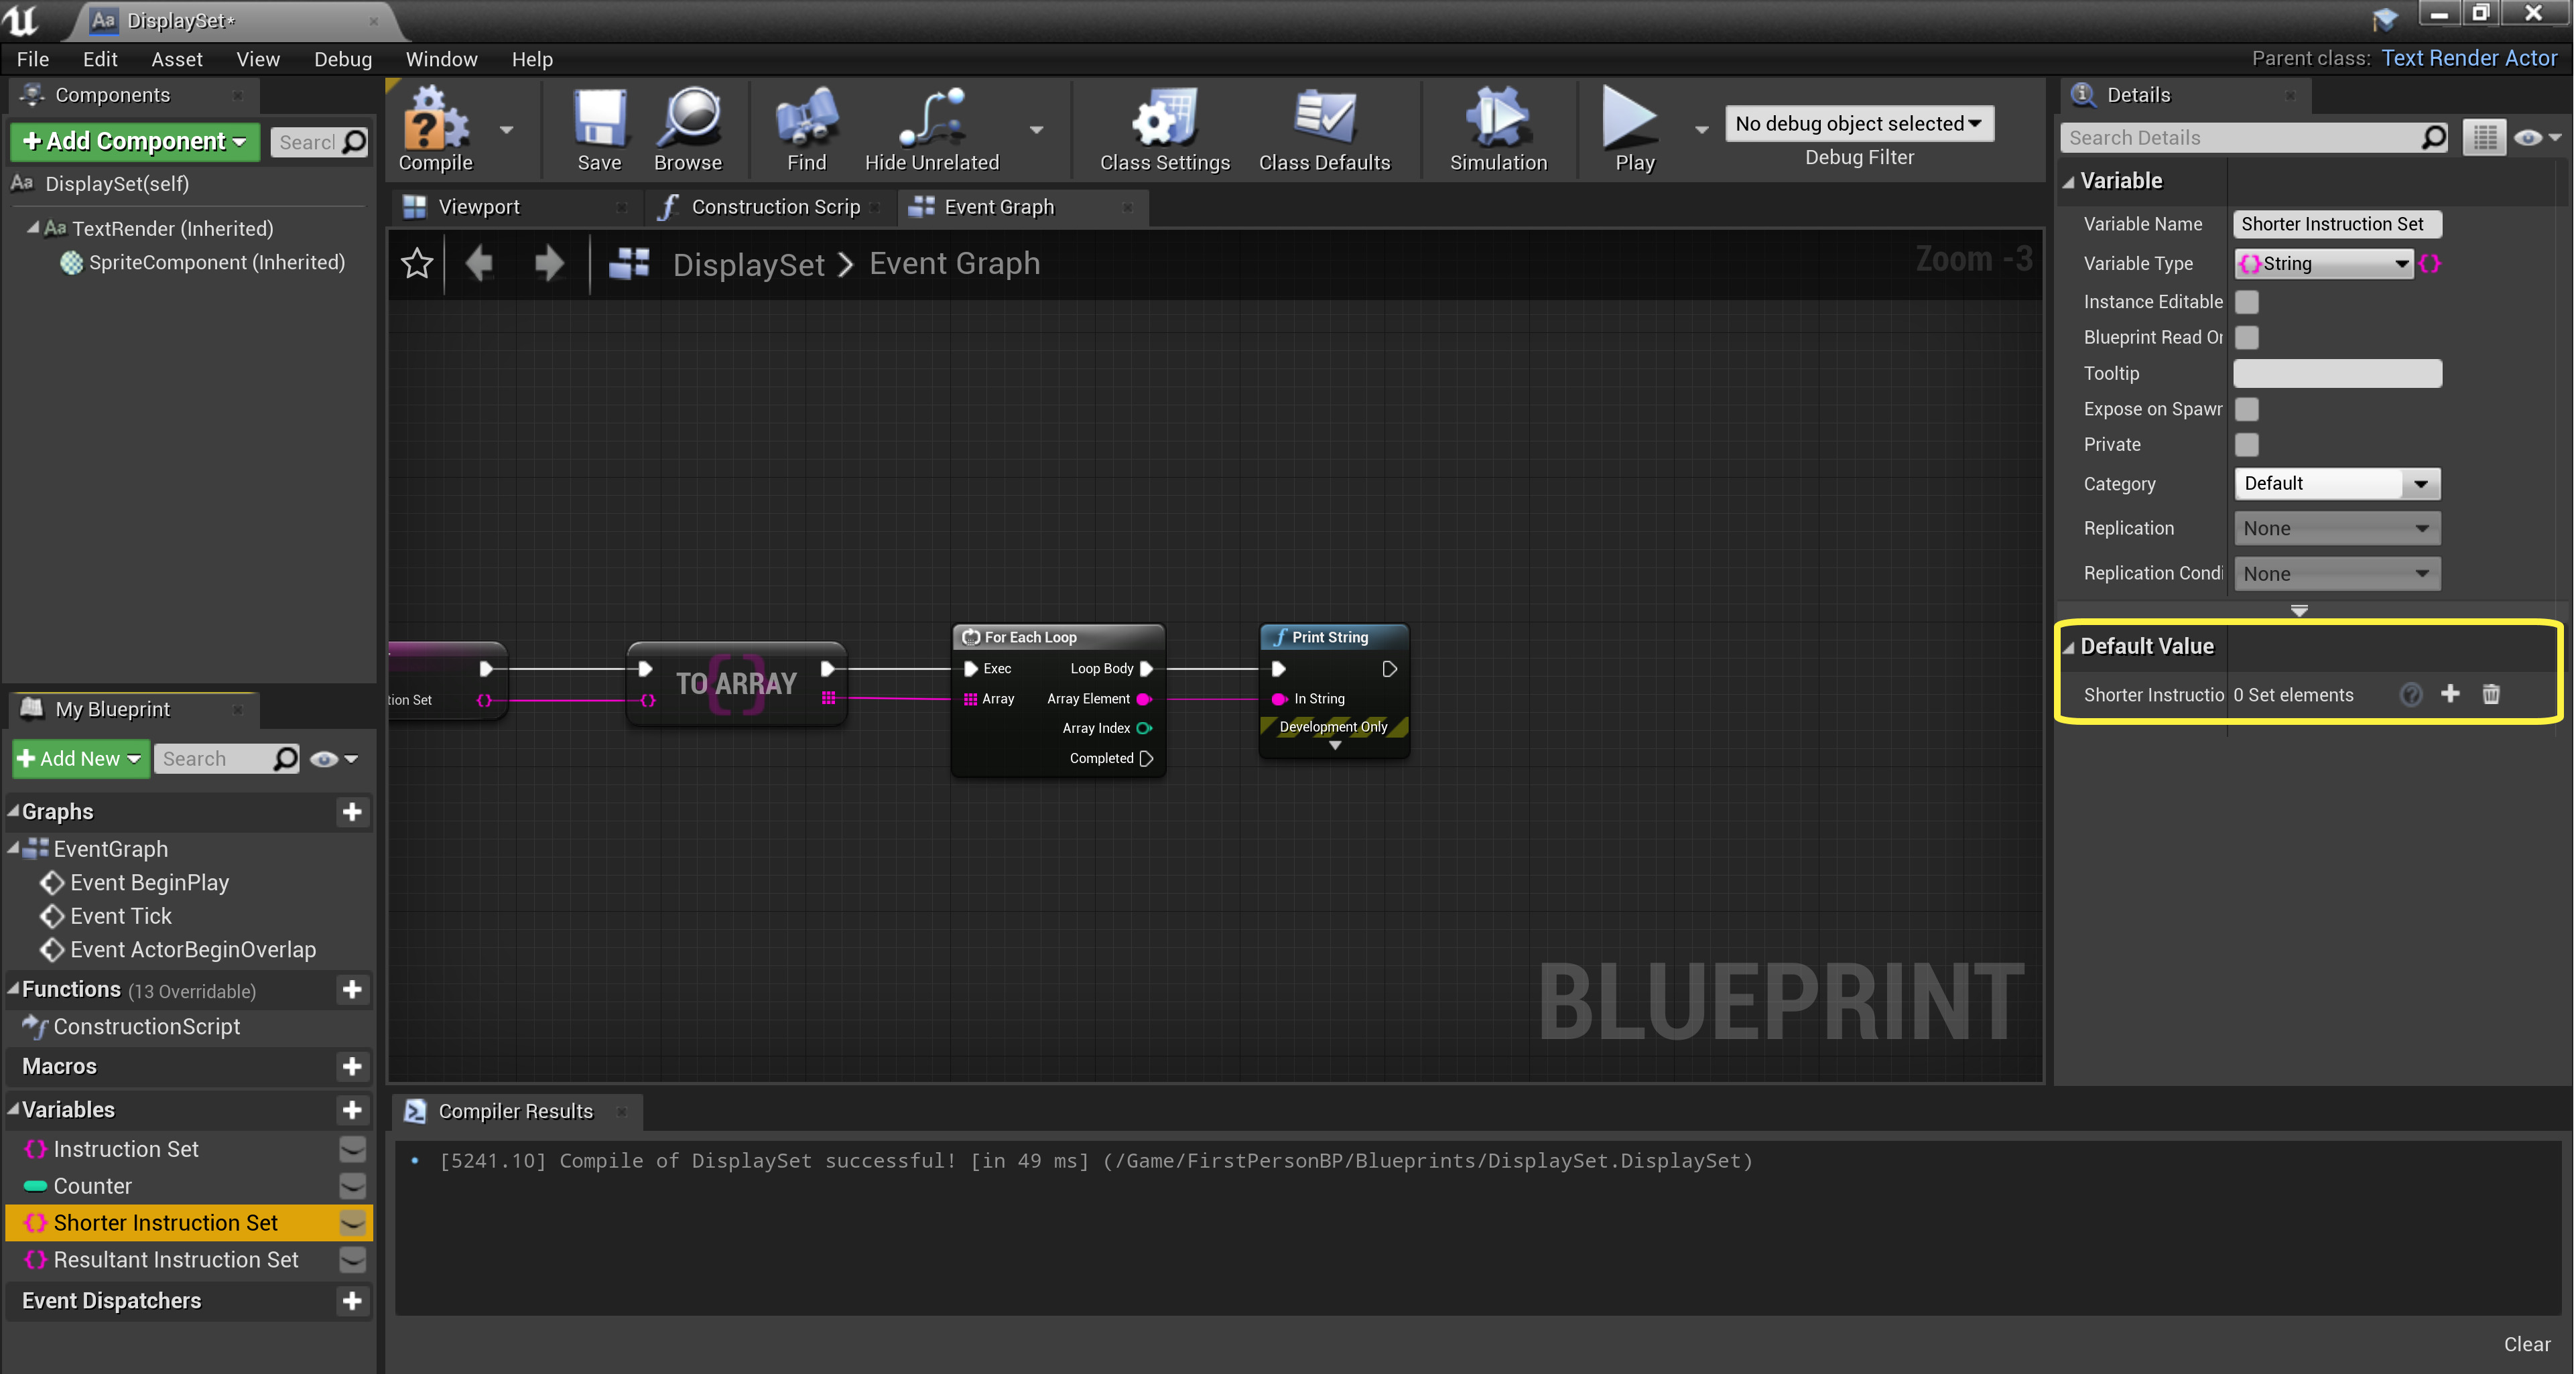 DisplaySet*
File Edit Asset View Debug Window Help
Parent class: Text Render Actor
Components
+ Add Component
Searcl
DisplaySet(self)
TextRender (Inherited)
SpriteComponent (Inherited)
Compile
Save
Browse
Find
Hide Unrelated
Class Settings
Class Defaults
Simulation
Play
No debug object selected
Debug Filter
Viewport
Construction Scrip
Event Graph
DisplaySet > Event Graph
Zoom -3
tion Set
TO ARRAY
For Each Loop
Exec
Loop Body
Array
Array Element
Array Index
Completed
Print String
In String
Development Only
BLUEPRINT
My Blueprint
+ Add New
Search
Graphs
EventGraph
Event BeginPlay
Event Tick
Event ActorBeginOverlap
Functions (13 Overridable)
ConstructionScript
Macros
Variables
Instruction Set
Counter
Shorter Instruction Set
Resultant Instruction Set
Event Dispatchers
Compiler Results
[5241.10] Compile of DisplaySet successful! [in 49 ms] (/Game/FirstPersonBP/Blueprints/DisplaySet.DisplaySet)
Clear
Details
Search Details
Variable
Variable Name Shorter Instruction Set
Variable Type String
Instance Editable
Blueprint Read Or
Tooltip
Expose on Spawr
Private
Category Default
Replication None
Replication Condi None
Default Value
Shorter Instructio 0 Set elements